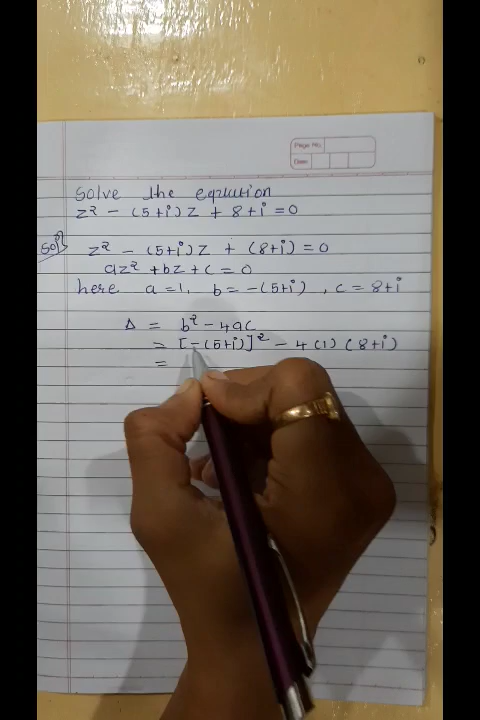 Page No.
Date
Solve the equation
z² - (5+i)z + 8+i = 0
Soln z² - (5+i)z + (8+i) = 0
az² + bz + c = 0
here a = 1, b = -(5+i), c = 8+i
Δ = b² - 4ac
= [-(5+i)]² - 4(1)(8+i)
=